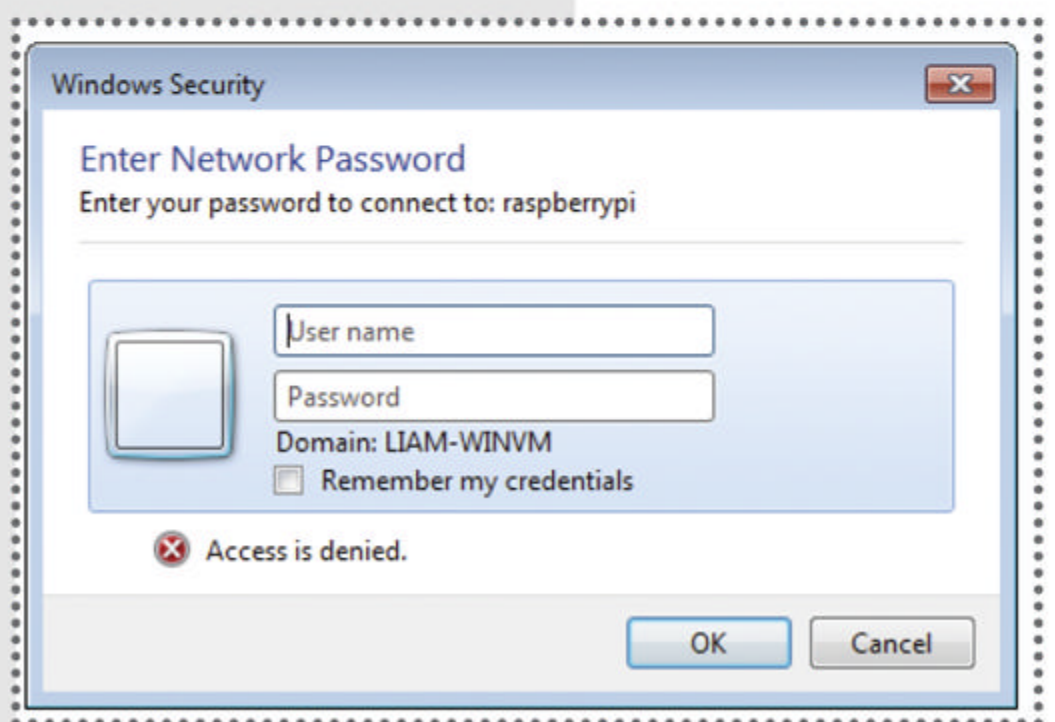 Windows Security
Enter Network Password
Enter your password to connect to: raspberrypi
User name
Password
Domain: LIAM-WINVM
Remember my credentials
Access is denied.
OK Cancel